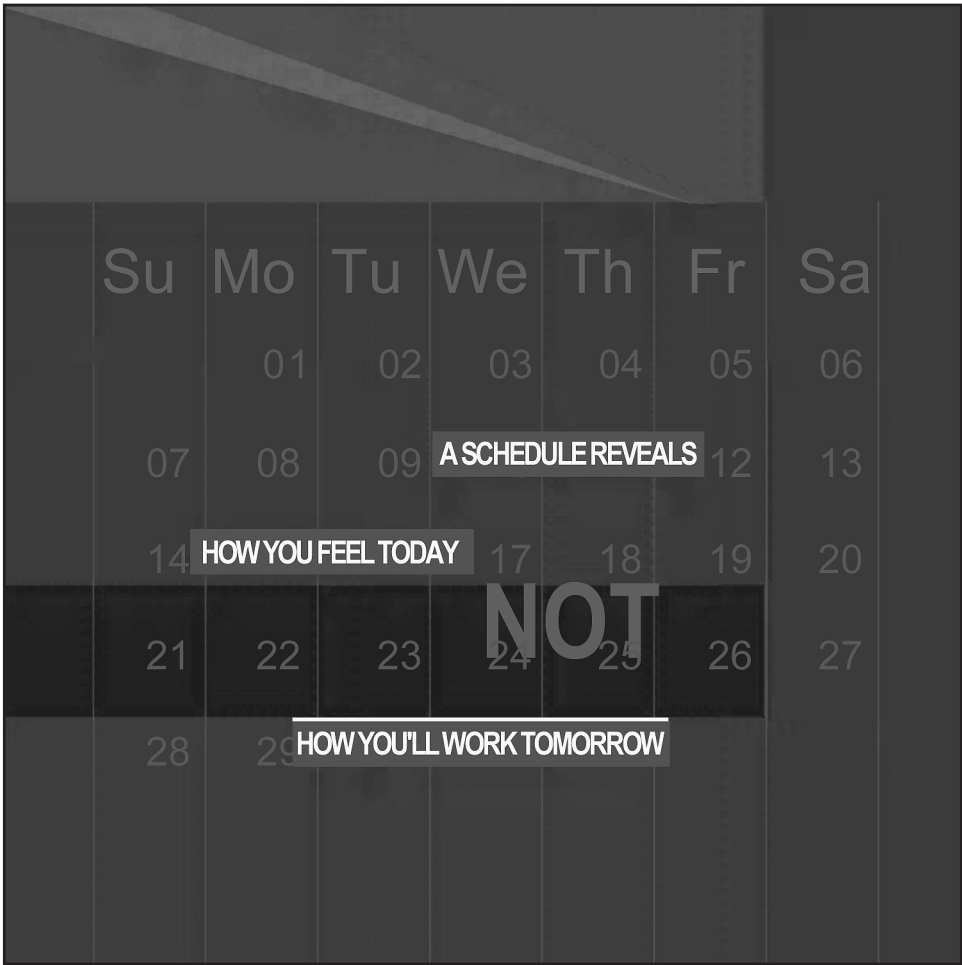 Su Mo Tu We Th Fr Sa
01 02 03 04 05 06
07 08 09 A SCHEDULE REVEALS 12 13
14 HOW YOU FEEL TODAY 17 18 19 20
NOT
21 22 23 24 25 26 27
28 29 HOW YOU'LL WORK TOMORROW